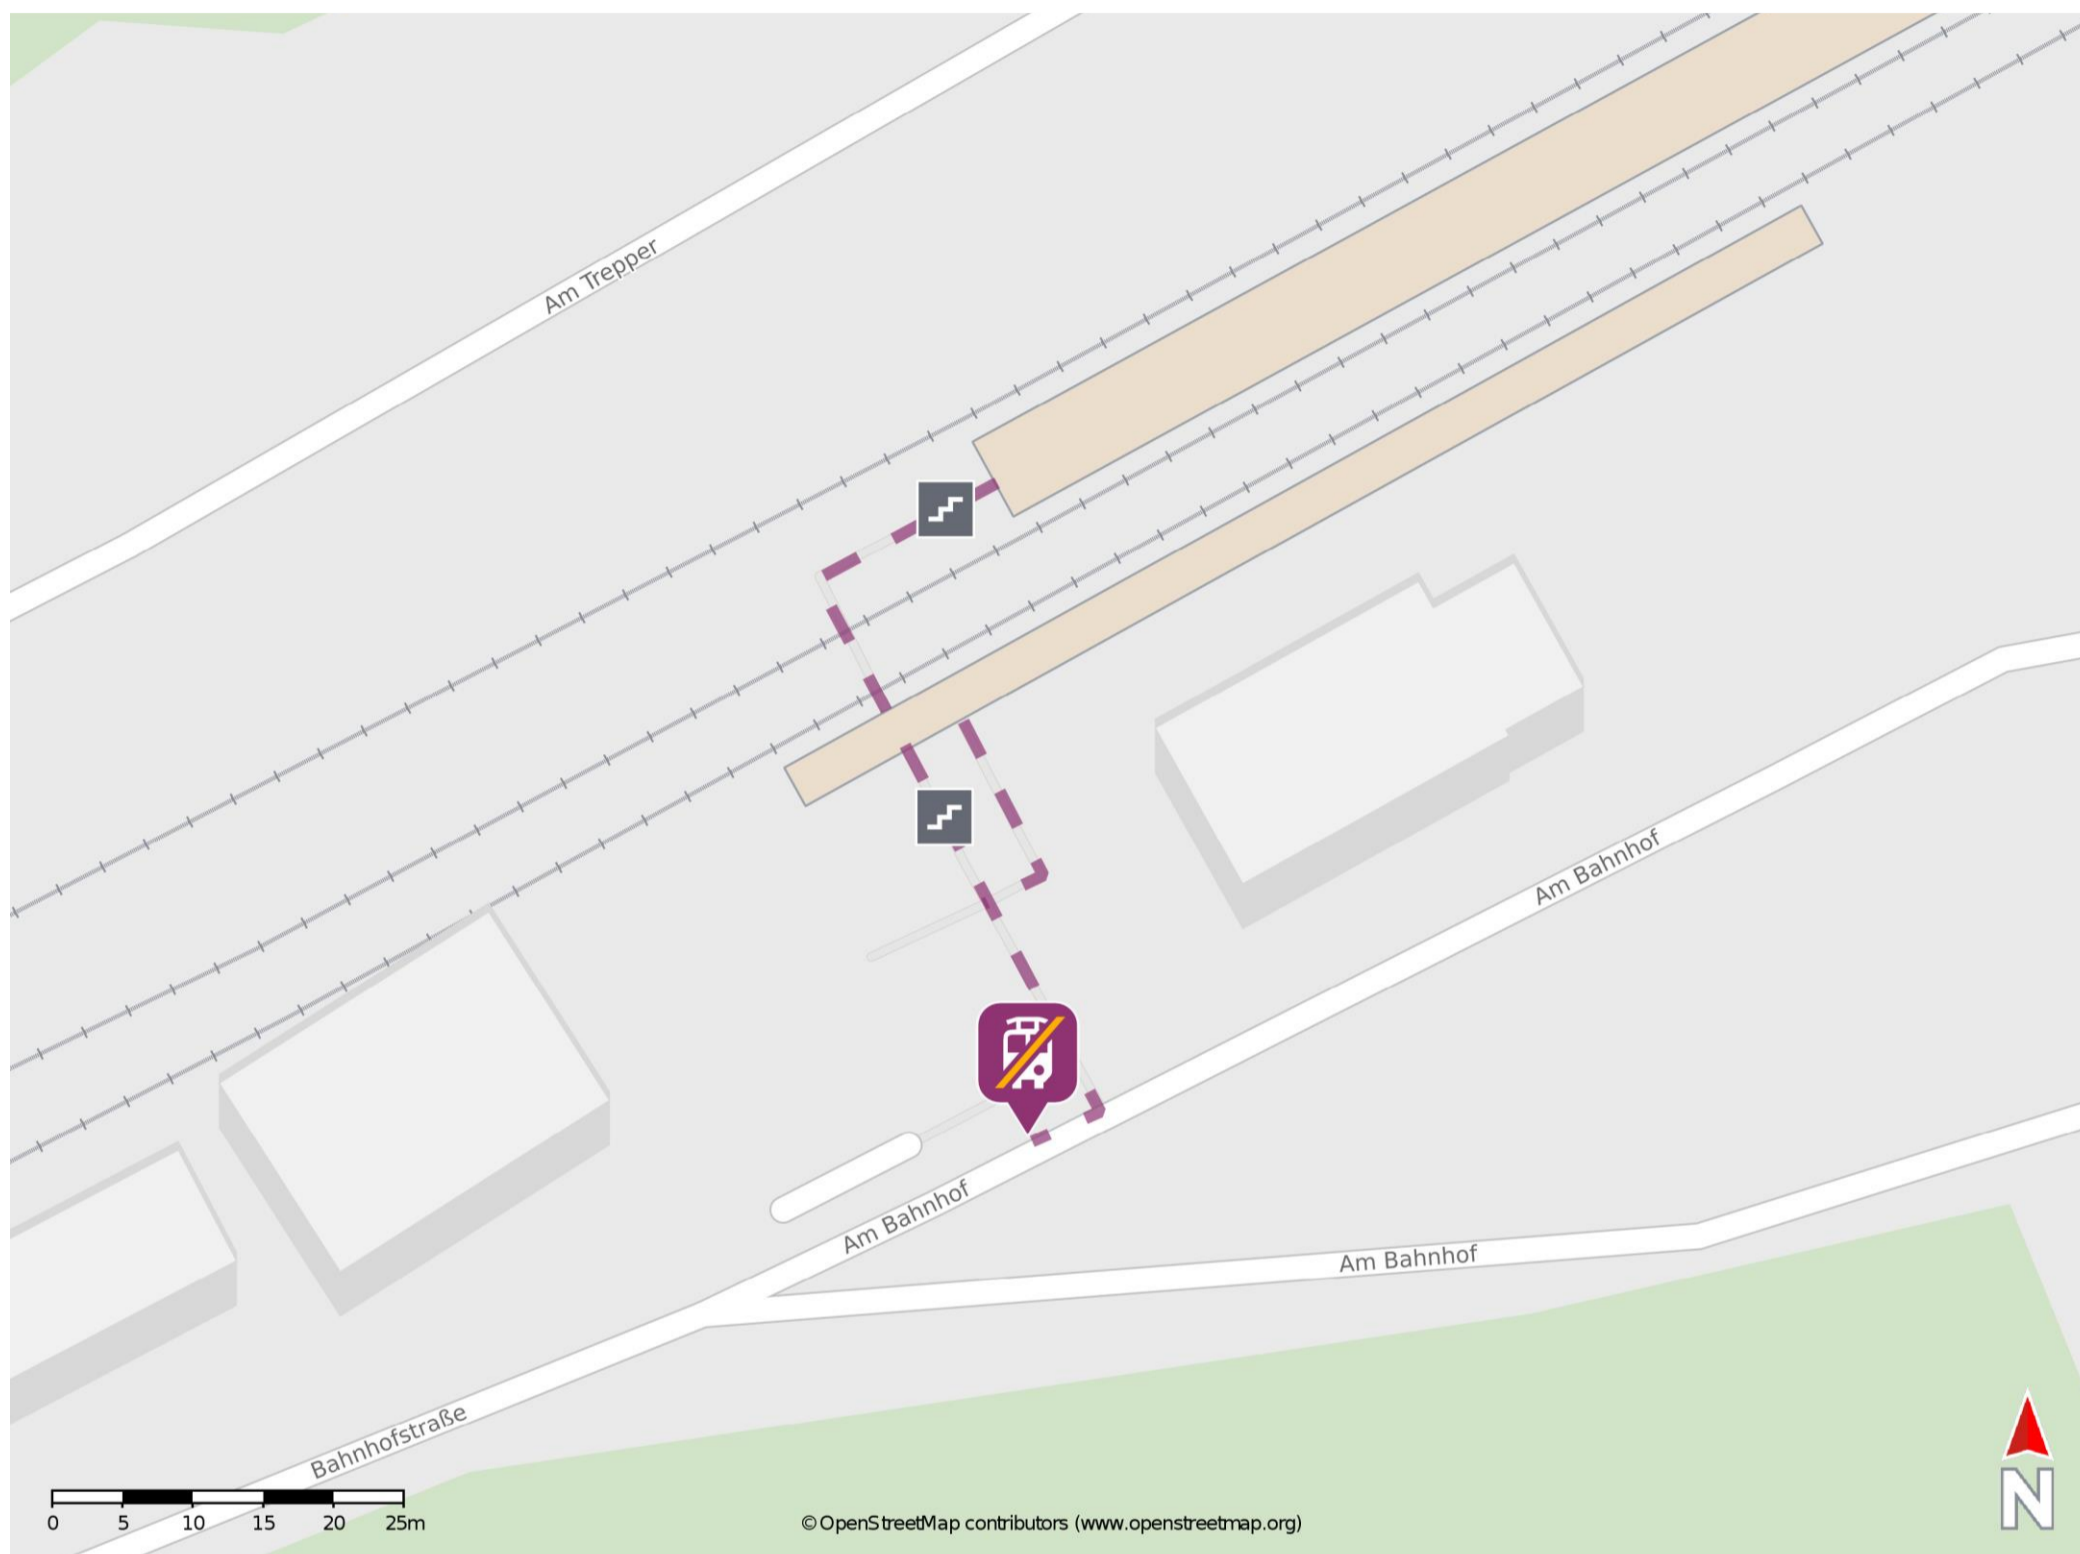 Am Trepper
Am Bahnhof
Am Bahnhof
Am Bahnhof
Bahnhofstraße
0 5 10 15 20 25m
© OpenStreetMap contributors (www.openstreetmap.org)
N